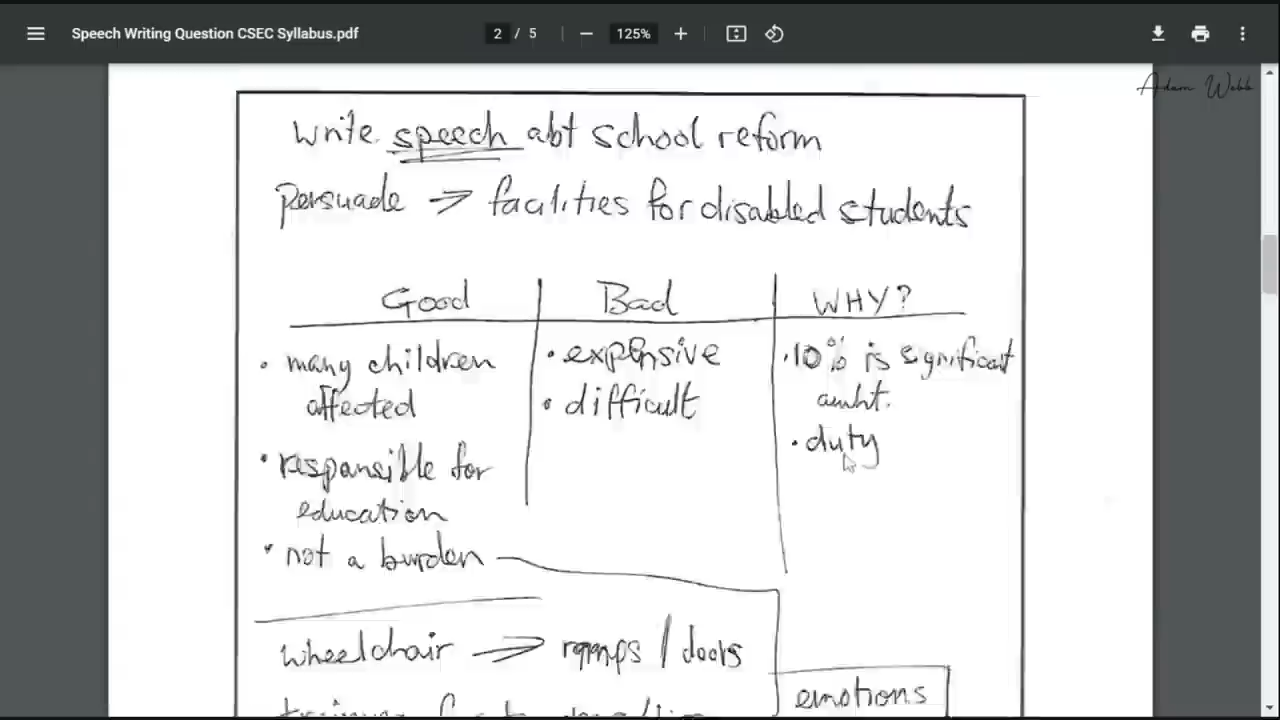 Speech Writing Question CSEC Syllabus.pdf
2 / 5
125%
Adam Webb
write speech abt school reform
persuade → facilities for disabled students
Good
Bad
WHY?
• many children
affected
• responsible for
education
• not a burden
• expensive
• difficult
• 10% is significant
amnt.
• duty
wheelchair → ramps / doors
emotions